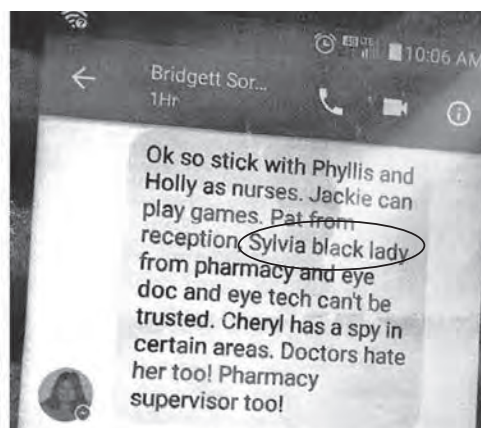 4G LTE 10:06 AM
Bridgett Sor...
1Hr
Ok so stick with Phyllis and
Holly as nurses. Jackie can
play games. Pat from
reception, Sylvia black lady
from pharmacy and eye
doc and eye tech can't be
trusted. Cheryl has a spy in
certain areas. Doctors hate
her too! Pharmacy
supervisor too!